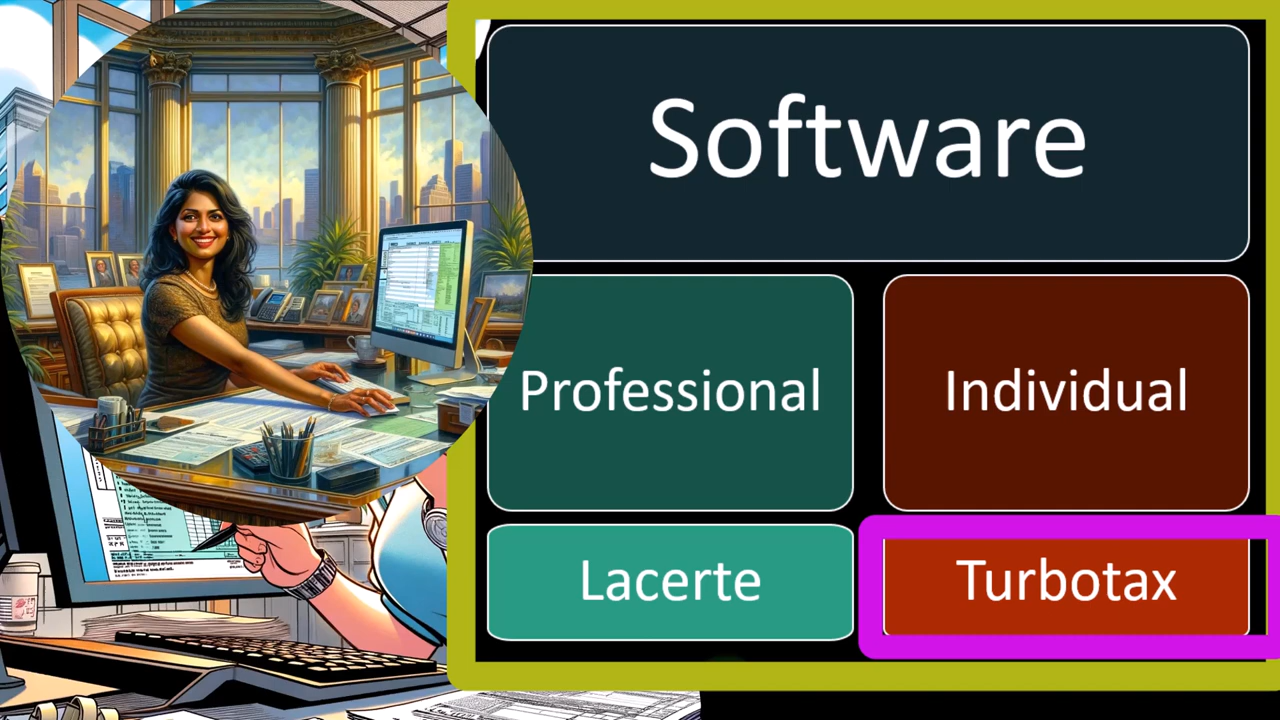 Software
Professional
Individual
Lacerte
Turbotax